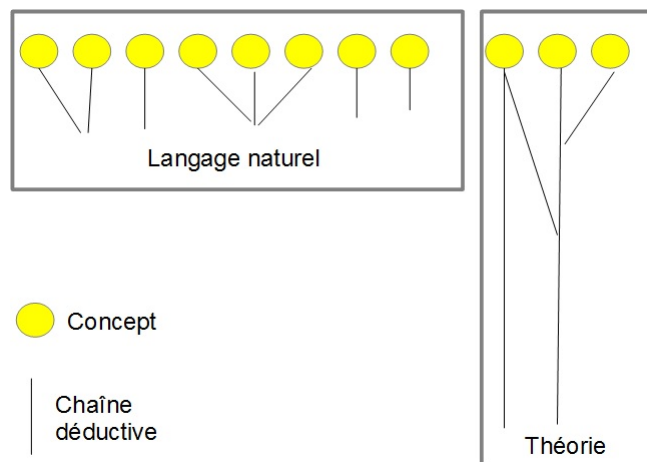 Langage naturel
Concept
Chaîne
déductive
Théorie